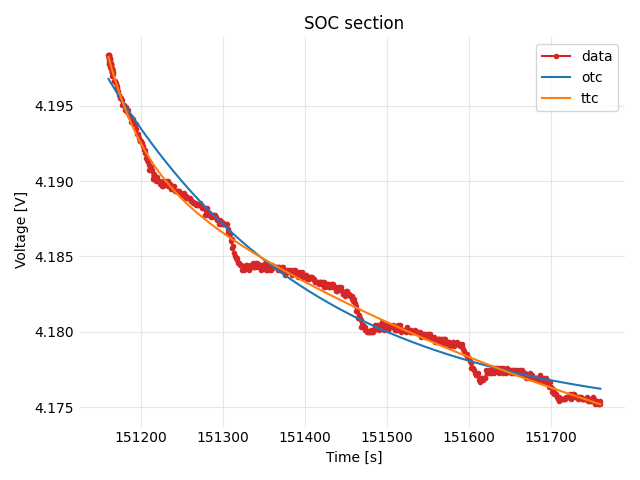 SOC section
data
otc
ttc
Voltage [V]
4.195
4.190
4.185
4.180
4.175
151200 151300 151400 151500 151600 151700
Time [s]